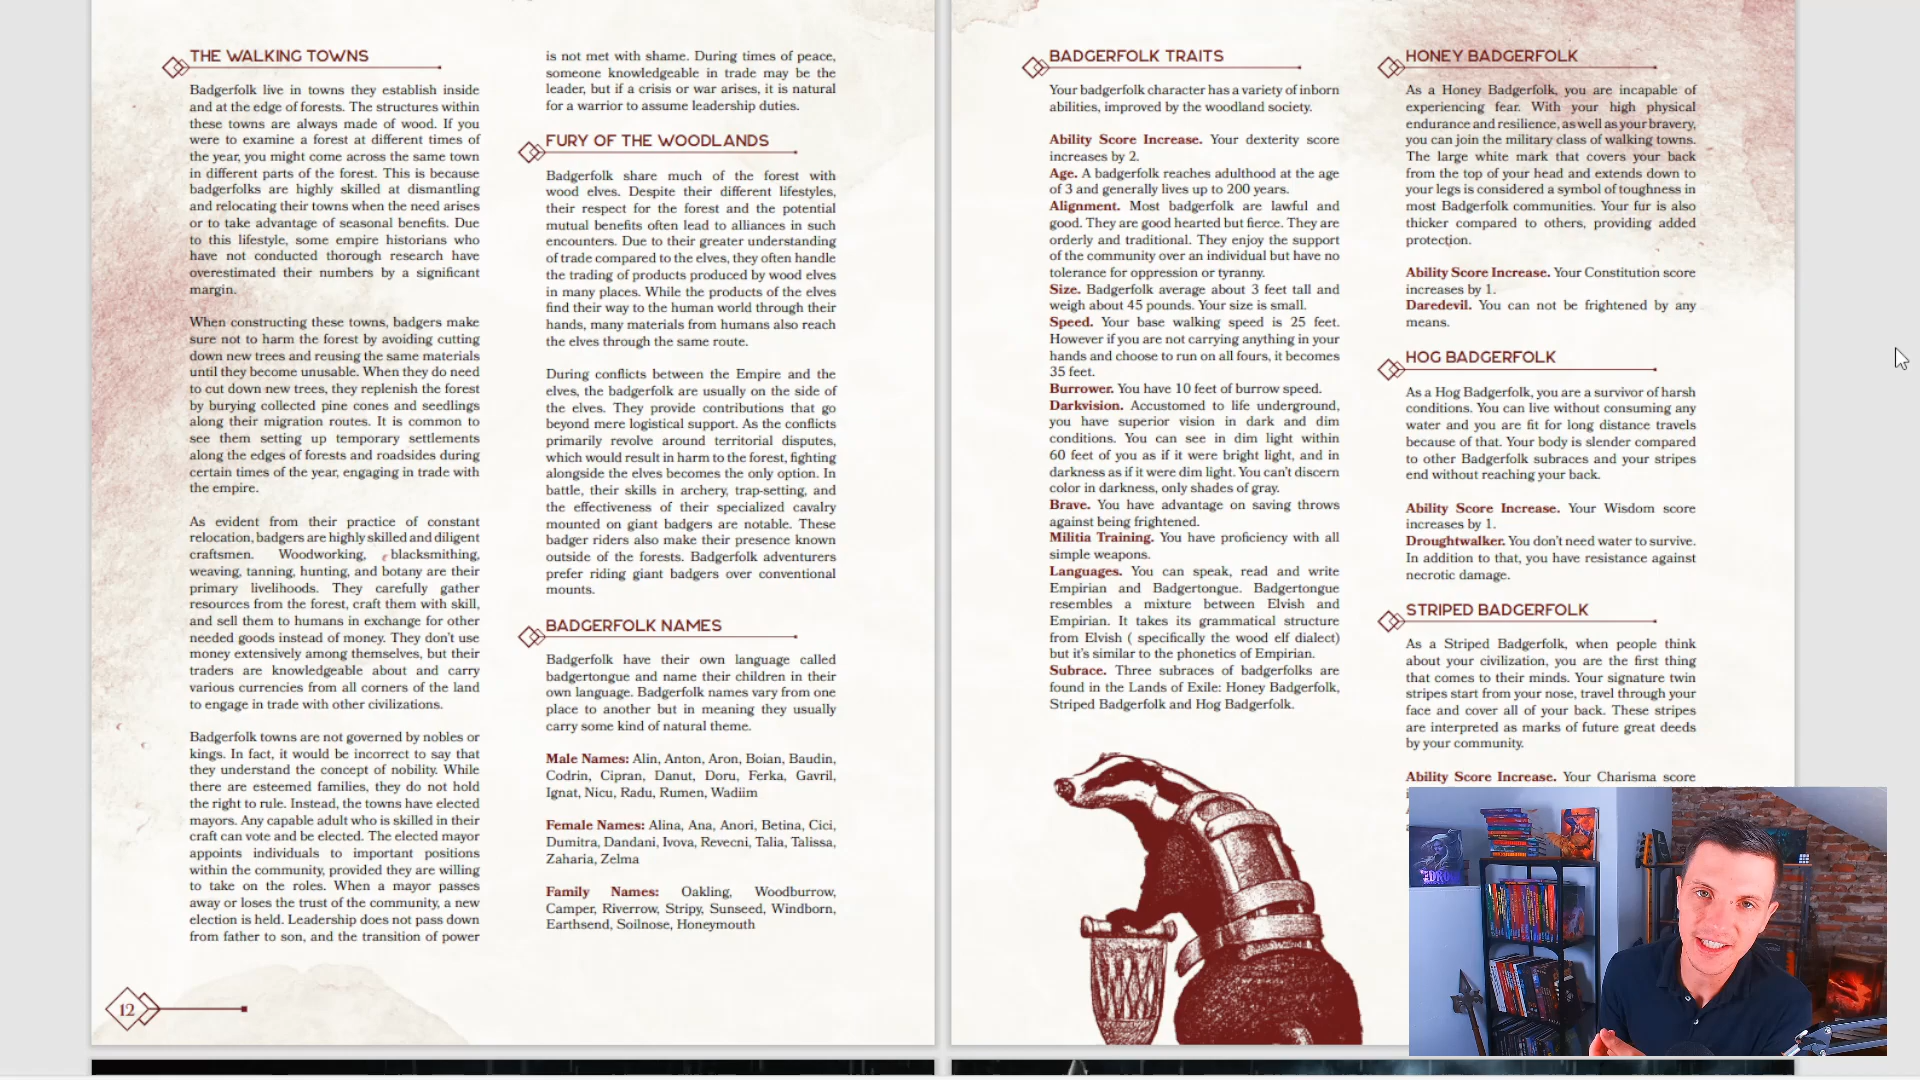 THE WALKING TOWNS
Badgerfolk live in towns they establish inside
and at the edge of forests. The structures within
these towns are always made of wood. If you
were to examine a forest at different times of
the year, you might come across the same town
in different parts of the forest. This is because
badgerfolks are highly skilled at dismantling
and relocating their towns when the need arises
or to take advantage of seasonal benefits. Due
to this lifestyle, some empire historians who
have not conducted thorough research have
overestimated their numbers by a significant
margin.
When constructing these towns, badgers make
sure not to harm the forest by avoiding cutting
down new trees and reusing the same materials
until they become unusable. When they do need
to cut down new trees, they replenish the forest
by burying collected pine cones and seedlings
along their migration routes. It is common to
see them setting up temporary settlements
along the edges of forests and roadsides during
certain times of the year, engaging in trade with
the empire.
As evident from their practice of constant
relocation, badgers are highly skilled and diligent
craftsmen. Woodworking, blacksmithing,
weaving, tanning, hunting, and botany are their
primary livelihoods. They carefully gather
resources from the forest, craft them with skill,
and sell them to humans in exchange for other
needed goods instead of money. They don't use
money extensively among themselves, but their
traders are knowledgeable about and carry
various currencies from all corners of the land
to engage in trade with other civilizations.
Badgerfolk towns are not governed by nobles or
kings. In fact, it would be incorrect to say that
they understand the concept of nobility. While
there are esteemed families, they do not hold
the right to rule. Instead, the towns have elected
mayors. Any capable adult who is skilled in their
craft can vote and be elected. The elected mayor
appoints individuals to important positions
within the community, provided they are willing
to take on the roles. When a mayor passes
away or loses the trust of the community, a new
election is held. Leadership does not pass down
from father to son, and the transition of power
12
is not met with shame. During times of peace,
someone knowledgeable in trade may be the
leader, but if a crisis or war arises, it is natural
for a warrior to assume leadership duties.
FURY OF THE WOODLANDS
Badgerfolk share much of the forest with
wood elves. Despite their different lifestyles,
their respect for the forest and the potential
mutual benefits often lead to alliances in such
encounters. Due to their greater understanding
of trade compared to the elves, they often handle
the trading of products produced by wood elves
in many places. While the products of the elves
find their way to the human world through their
hands, many materials from humans also reach
the elves through the same route.
During conflicts between the Empire and the
elves, the badgerfolk are usually on the side of
the elves. They provide contributions that go
beyond mere logistical support. As the conflicts
primarily revolve around territorial disputes,
which would result in harm to the forest, fighting
alongside the elves becomes the only option. In
battle, their skills in archery, trap-setting, and
the effectiveness of their specialized cavalry
mounted on giant badgers are notable. These
badger riders also make their presence known
outside of the forests. Badgerfolk adventurers
prefer riding giant badgers over conventional
mounts.
BADGERFOLK NAMES
Badgerfolk have their own language called
badgertongue and name their children in their
own language. Badgerfolk names vary from one
place to another but in meaning they usually
carry some kind of natural theme.
Male Names: Alin, Anton, Aron, Boian, Baudin,
Codrin, Cipran, Danut, Doru, Ferka, Gavril,
Ignat, Nicu, Radu, Rumen, Wadiim
Female Names: Alina, Ana, Anori, Betina, Cici,
Dumitra, Dandani, Ivova, Revecni, Talia, Talissa,
Zaharia, Zelma
Family Names: Oakling, Woodburrow,
Camper, Riverrow, Stripy, Sunseed, Windborn,
Earthsend, Soilnose, Honeymouth
BADGERFOLK TRAITS
Your badgerfolk character has a variety of inborn
abilities, improved by the woodland society.
Ability Score Increase. Your dexterity score
increases by 2.
Age. A badgerfolk reaches adulthood at the age
of 3 and generally lives up to 200 years.
Alignment. Most badgerfolk are lawful and
good. They are good hearted but fierce. They are
orderly and traditional. They enjoy the support
of the community over an individual but have no
tolerance for oppression or tyranny.
Size. Badgerfolk average about 3 feet tall and
weigh about 45 pounds. Your size is small.
Speed. Your base walking speed is 25 feet.
However if you are not carrying anything in your
hands and choose to run on all fours, it becomes
35 feet.
Burrower. You have 10 feet of burrow speed.
Darkvision. Accustomed to life underground,
you have superior vision in dark and dim
conditions. You can see in dim light within
60 feet of you as if it were bright light, and in
darkness as if it were dim light. You can't discern
color in darkness, only shades of gray.
Brave. You have advantage on saving throws
against being frightened.
Militia Training. You have proficiency with all
simple weapons.
Languages. You can speak, read and write
Empirian and Badgertongue. Badgertongue
resembles a mixture between Elvish and
Empirian. It takes its grammatical structure
from Elvish ( specifically the wood elf dialect)
but it's similar to the phonetics of Empirian.
Subrace. Three subraces of badgerfolks are
found in the Lands of Exile: Honey Badgerfolk,
Striped Badgerfolk and Hog Badgerfolk.
HONEY BADGERFOLK
As a Honey Badgerfolk, you are incapable of
experiencing fear. With your high physical
endurance and resilience, as well as your bravery,
you can join the military class of walking towns.
The large white mark that covers your back
from the top of your head and extends down to
your legs is considered a symbol of toughness in
most Badgerfolk communities. Your fur is also
thicker compared to others, providing added
protection.
Ability Score Increase. Your Constitution score
increases by 1.
Daredevil. You can not be frightened by any
means.
HOG BADGERFOLK
As a Hog Badgerfolk, you are a survivor of harsh
conditions. You can live without consuming any
water and you are fit for long distance travels
because of that. Your body is slender compared
to other Badgerfolk subraces and your stripes
end without reaching your back.
Ability Score Increase. Your Wisdom score
increases by 1.
Droughtwalker. You don't need water to survive.
In addition to that, you have resistance against
necrotic damage.
STRIPED BADGERFOLK
As a Striped Badgerfolk, when people think
about your civilization, you are the first thing
that comes to their minds. Your signature twin
stripes start from your nose, travel through your
face and cover all of your back. These stripes
are interpreted as marks of future great deeds
by your community.
Ability Score Increase. Your Charisma score